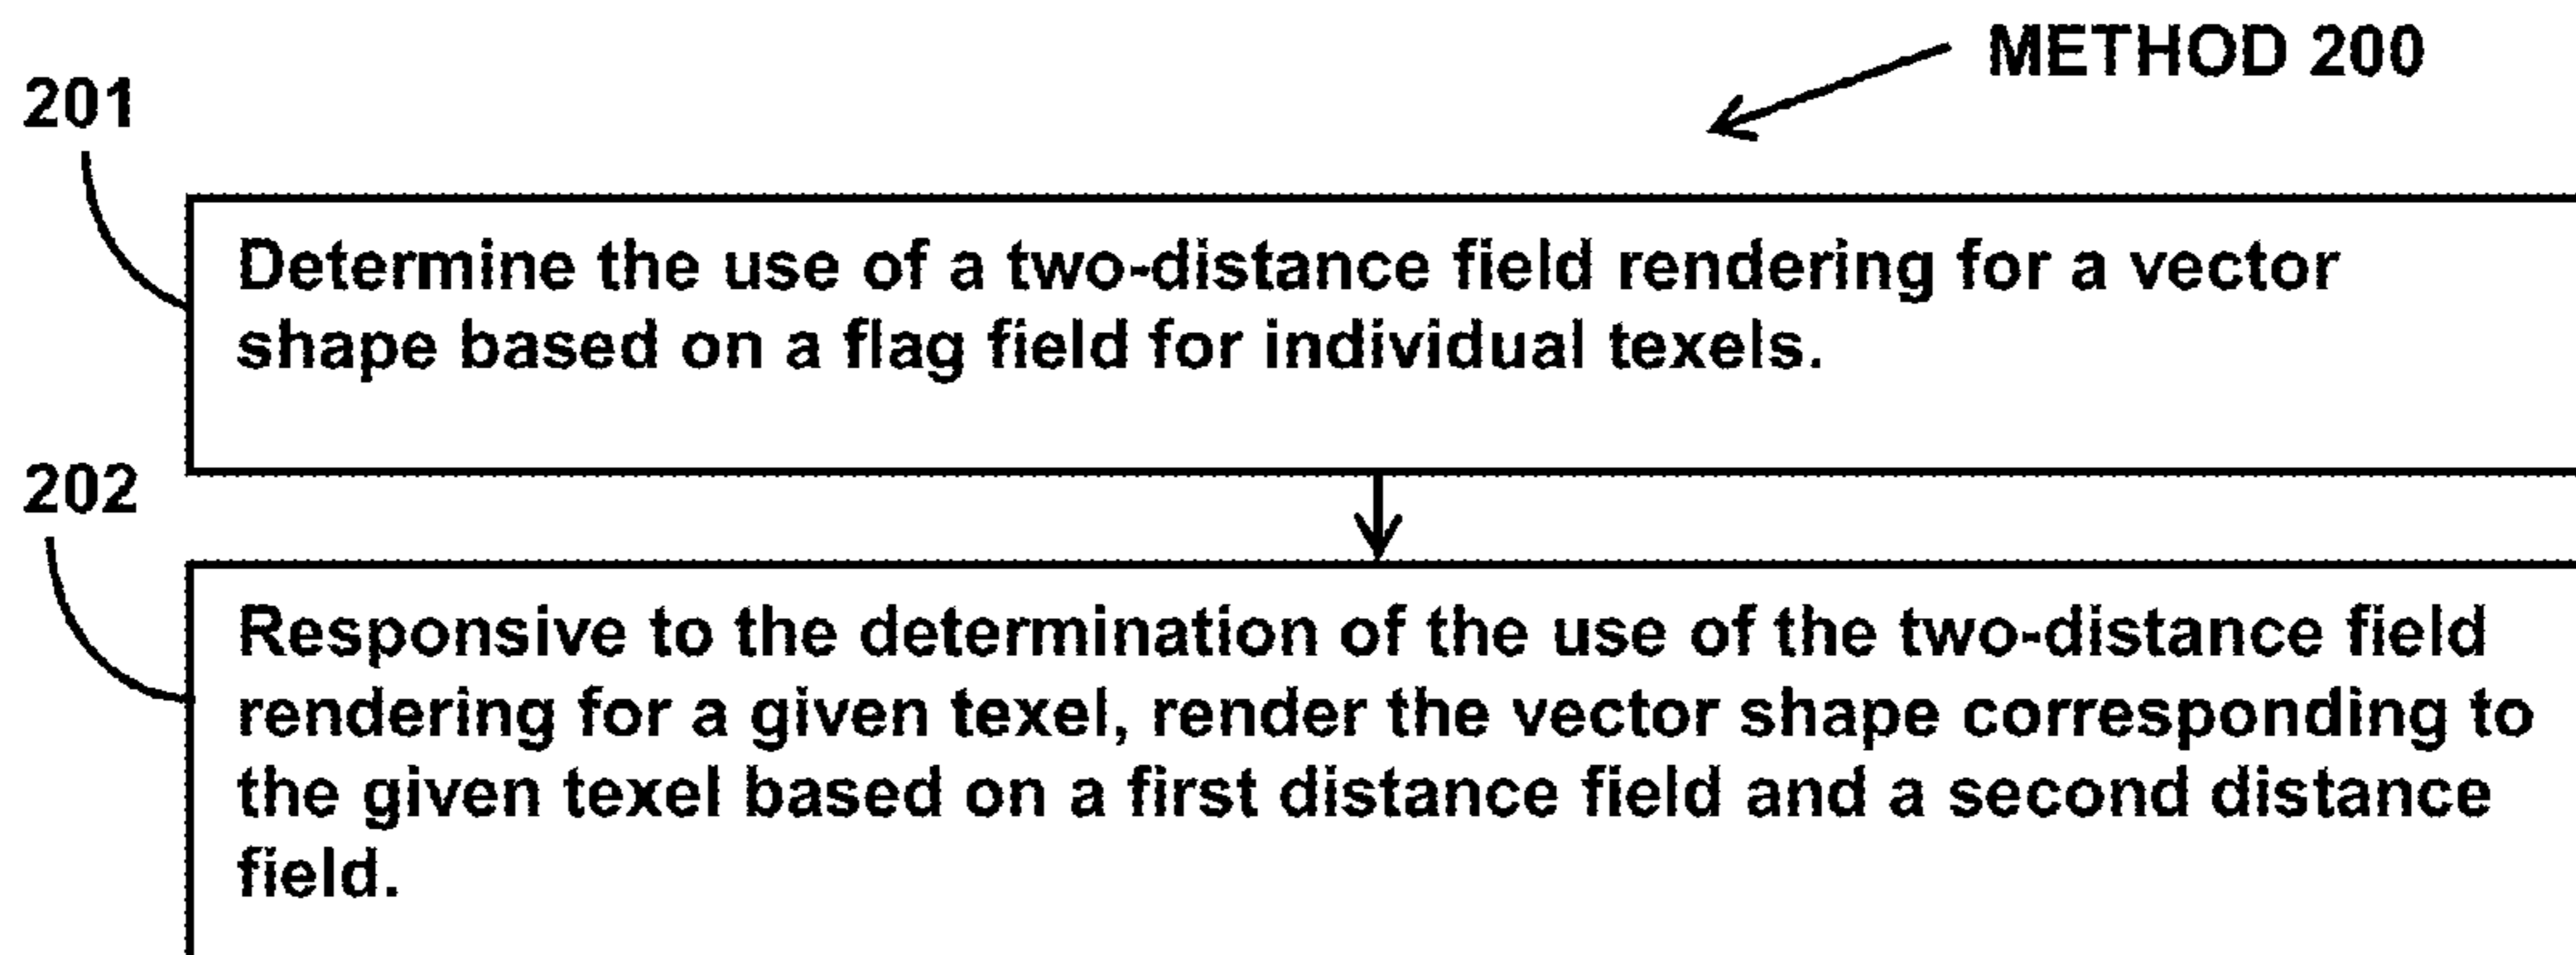 METHOD 200
201
Determine the use of a two-distance field rendering for a vector
shape based on a flag field for individual texels.
202
Responsive to the determination of the use of the two-distance field
rendering for a given texel, render the vector shape corresponding to
the given texel based on a first distance field and a second distance
field.